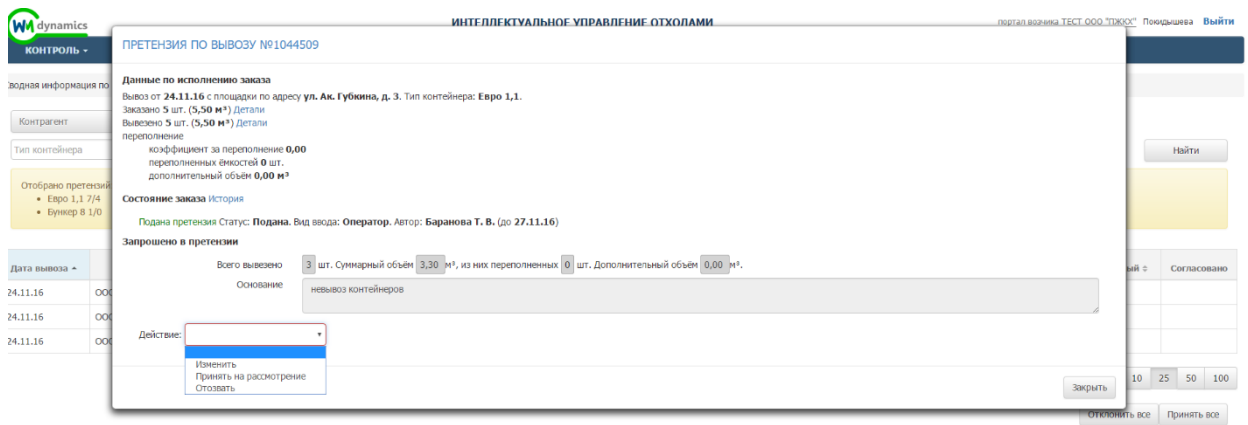 WM dynamics
ИНТЕЛЛЕКТУАЛЬНОЕ УПРАВЛЕНИЕ ОТХОДАМИ
портал возчика ТЕСТ ООО "ПЖКХ" Покидышева Выйти
КОНТРОЛЬ
ПРЕТЕНЗИЯ ПО ВЫВОЗУ №1044509
водная информация по
Данные по исполнению заказа
Вывоз от 24.11.16 с площадки по адресу ул. Ак. Губкина, д. 3. Тип контейнера: Евро 1,1.
Заказано 5 шт. (5,50 м³) Детали
Вывезено 5 шт. (5,50 м³) Детали
переполнение
коэффициент за переполнение 0,00
переполненных ёмкостей 0 шт.
дополнительный объём 0,00 м³
Контрагент
Тип контейнера
Найти
Отобрано претензий
• Евро 1,1 7/4
• Бункер 8 1/0
Состояние заказа История
Подана претензия Статус: Подана. Вид ввода: Оператор. Автор: Баранова Т. В. (до 27.11.16)
Запрошено в претензии
Всего вывезено 3 шт. Суммарный объём 3,30 м³, из них переполненных 0 шт. Дополнительный объём 0,00 м³.
Основание невывоз контейнеров
Дата вывоза
ый Согласовано
24.11.16 ООО
24.11.16 ООО
24.11.16 ООО
Действие:
Изменить
Принять на рассмотрение
Отозвать
Закрыть
10 25 50 100
Отклонить все Принять все